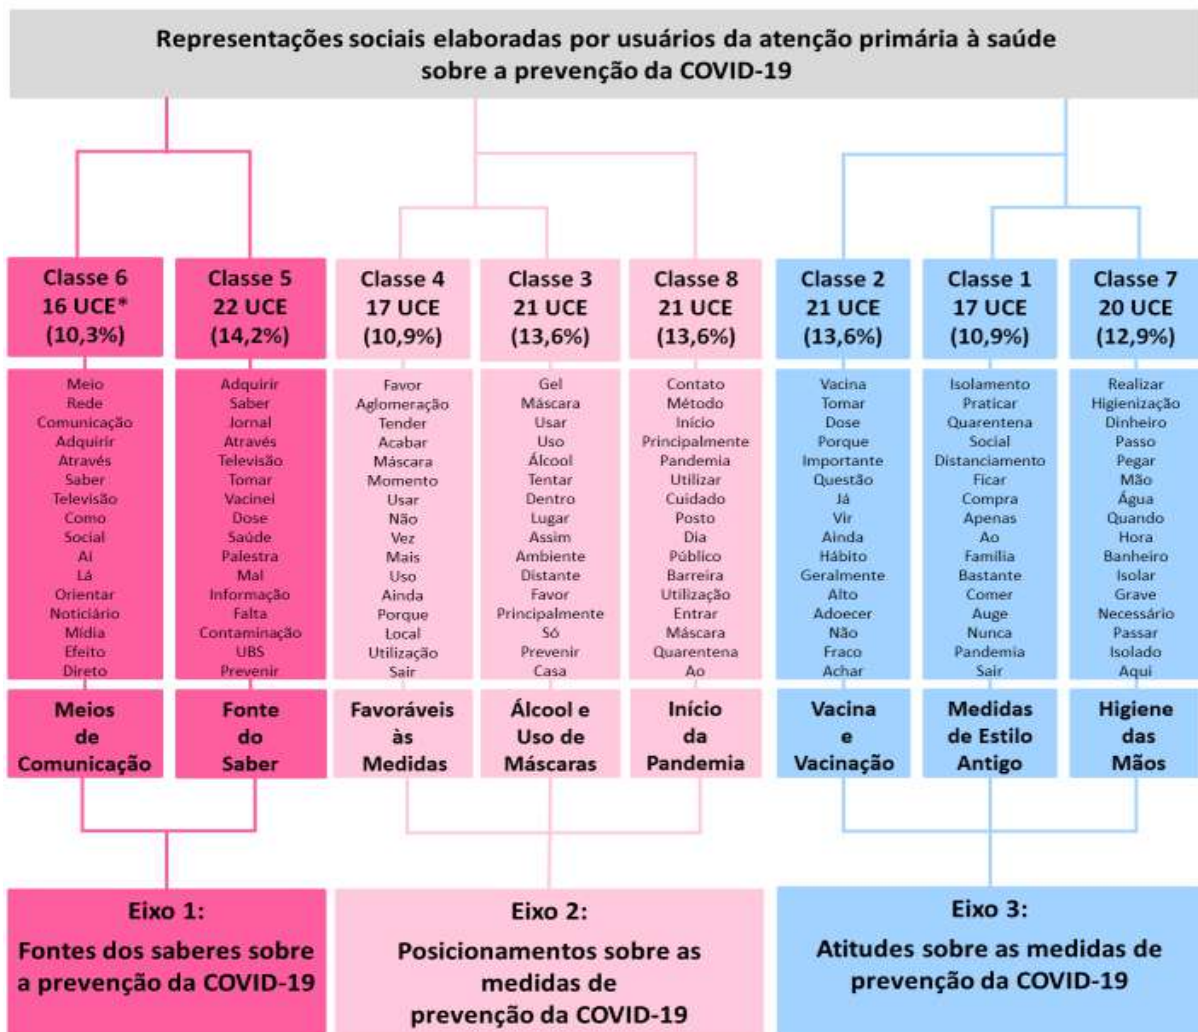 Representações sociais elaboradas por usuários da atenção primária à saúde
sobre a prevenção da COVID-19
Classe 6
16 UCE*
(10,3%)
Meio
Rede
Comunicação
Adquirir
Através
Saber
Televisão
Como
Social
Aí
Lá
Orientar
Noticiário
Mídia
Efeito
Direto
Meios
de
Comunicação
Classe 5
22 UCE
(14,2%)
Adquirir
Saber
Jornal
Através
Televisão
Tomar
Vacinei
Dose
Saúde
Palestra
Mal
Informação
Falta
Contaminação
UBS
Prevenir
Fonte
do
Saber
Classe 4
17 UCE
(10,9%)
Favor
Aglomeração
Tender
Acabar
Máscara
Momento
Usar
Não
Vez
Mais
Uso
Ainda
Porque
Local
Utilização
Sair
Favoráveis
às
Medidas
Classe 3
21 UCE
(13,6%)
Gel
Máscara
Usar
Uso
Álcool
Tentar
Dentro
Lugar
Assim
Ambiente
Distante
Favor
Principalmente
Só
Prevenir
Casa
Álcool e
Uso de
Máscaras
Classe 8
21 UCE
(13,6%)
Contato
Método
Início
Principalmente
Pandemia
Utilizar
Cuidado
Posto
Dia
Público
Barreira
Utilização
Entrar
Máscara
Quarentena
Ao
Início
da
Pandemia
Classe 2
21 UCE
(13,6%)
Vacina
Tomar
Dose
Porque
Importante
Questão
Já
Vir
Ainda
Hábito
Geralmente
Alto
Adoecer
Não
Fraco
Achar
Vacina
e
Vacinação
Classe 1
17 UCE
(10,9%)
Isolamento
Praticar
Quarentena
Social
Distanciamento
Ficar
Compra
Apenas
Ao
Família
Bastante
Comer
Auge
Nunca
Pandemia
Sair
Medidas
de Estilo
Antigo
Classe 7
20 UCE
(12,9%)
Realizar
Higienização
Dinheiro
Passo
Pegar
Mão
Água
Quando
Hora
Banheiro
Isolar
Grave
Necessário
Passar
Isolado
Aqui
Higiene
das
Mãos
Eixo 1:
Fontes dos saberes sobre
a prevenção da COVID-19
Eixo 2:
Posicionamentos sobre as
medidas de
prevenção da COVID-19
Eixo 3:
Atitudes sobre as medidas de
prevenção da COVID-19